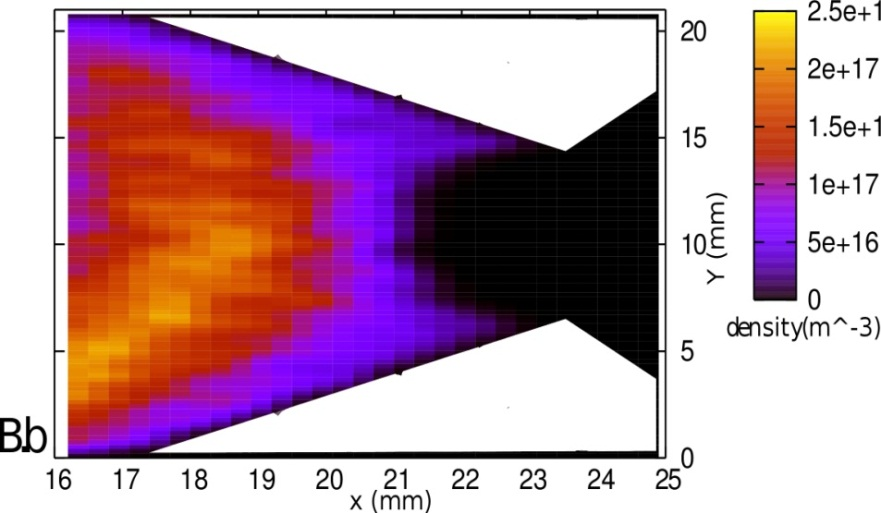 20
15
10
5
0
Y (mm)
2.5e+1
2e+17
1.5e+1
1e+17
5e+16
0
density(m^-3)
B.b
16 17 18 19 20 21 22 23 24 25
x (mm)